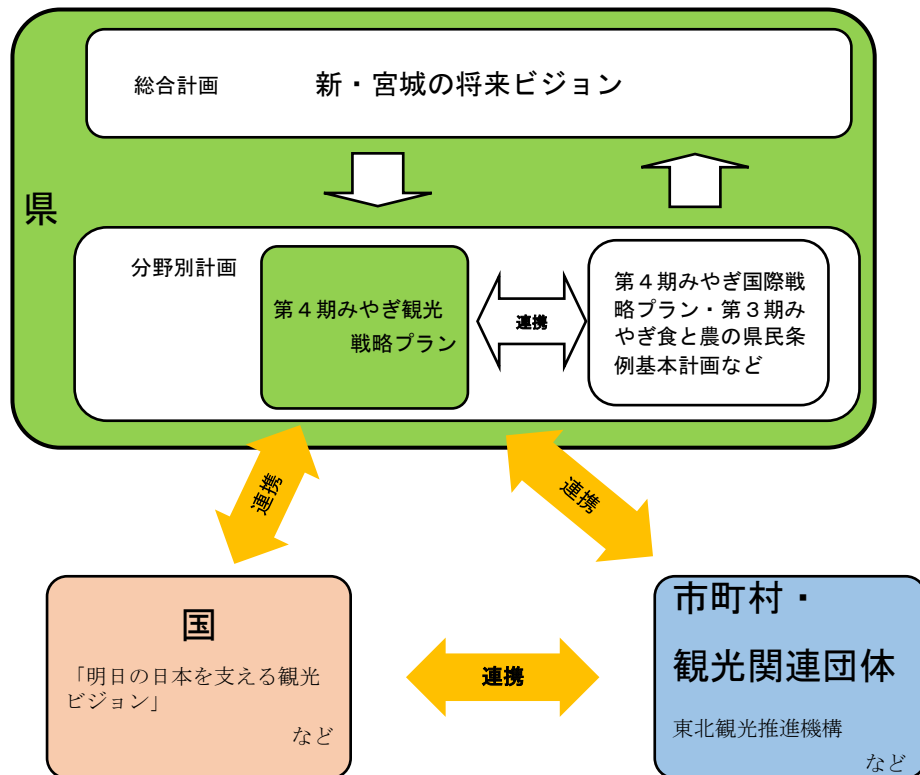 総合計画
新・宮城の将来ビジョン
県
分野別計画
第４期みやぎ観光
戦略プラン
連携
第４期みやぎ国際戦
略プラン・第３期み
やぎ食と農の県民条
例基本計画など
連携
連携
国
「明日の日本を支える観光
ビジョン」
など
連携
市町村・
観光関連団体
東北観光推進機構
など